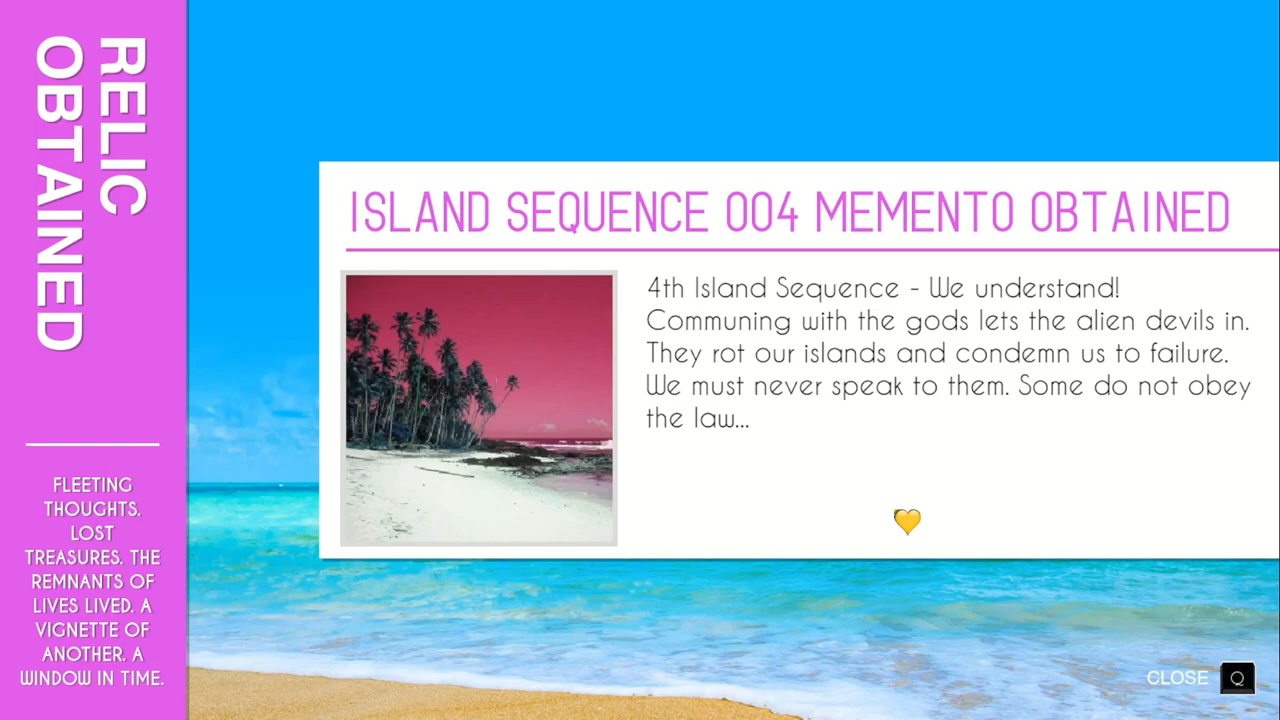 RELIC
OBTAINED
FLEETING
THOUGHTS.
LOST
TREASURES. THE
REMNANTS OF
LIVES LIVED. A
VIGNETTE OF
ANOTHER. A
WINDOW IN TIME.
ISLAND SEQUENCE 004 MEMENTO OBTAINED
4th Island Sequence - We understand!
Communing with the gods lets the alien devils in.
They rot our islands and condemn us to failure.
We must never speak to them. Some do not obey
the law...
CLOSE Q